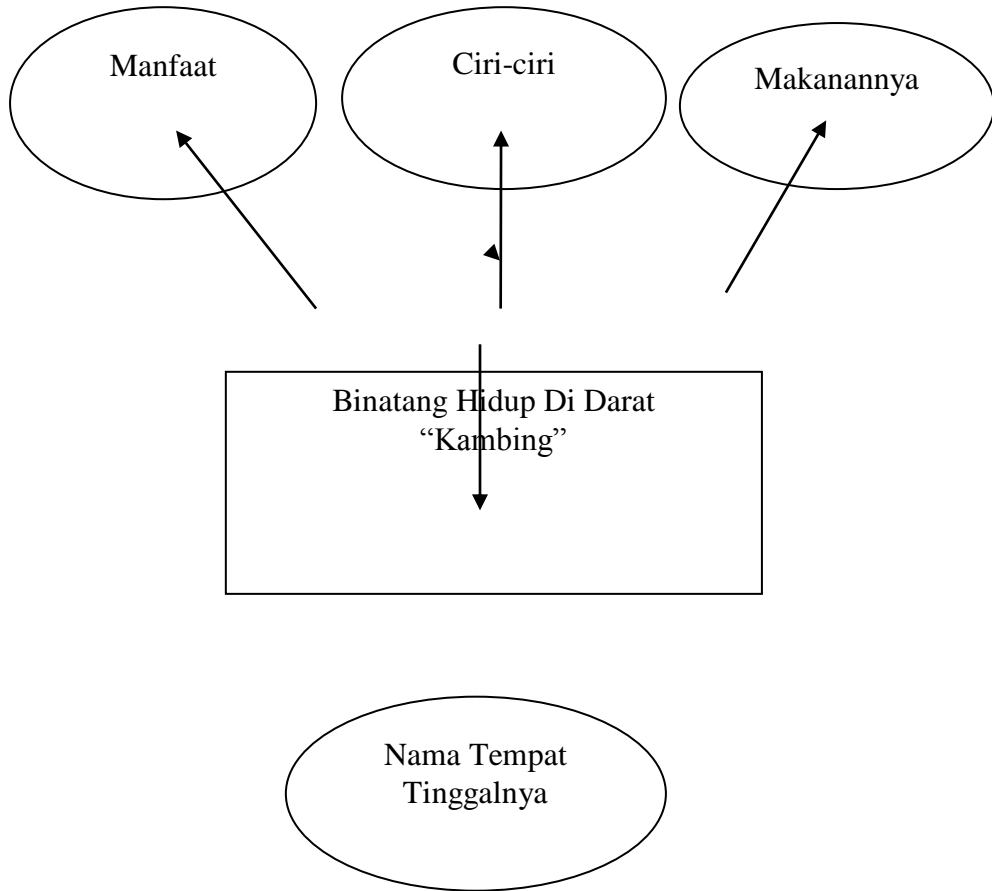 Manfaat
Ciri-ciri
Makanannya
Binatang Hidup Di Darat
“Kambing”
Nama Tempat
Tinggalnya